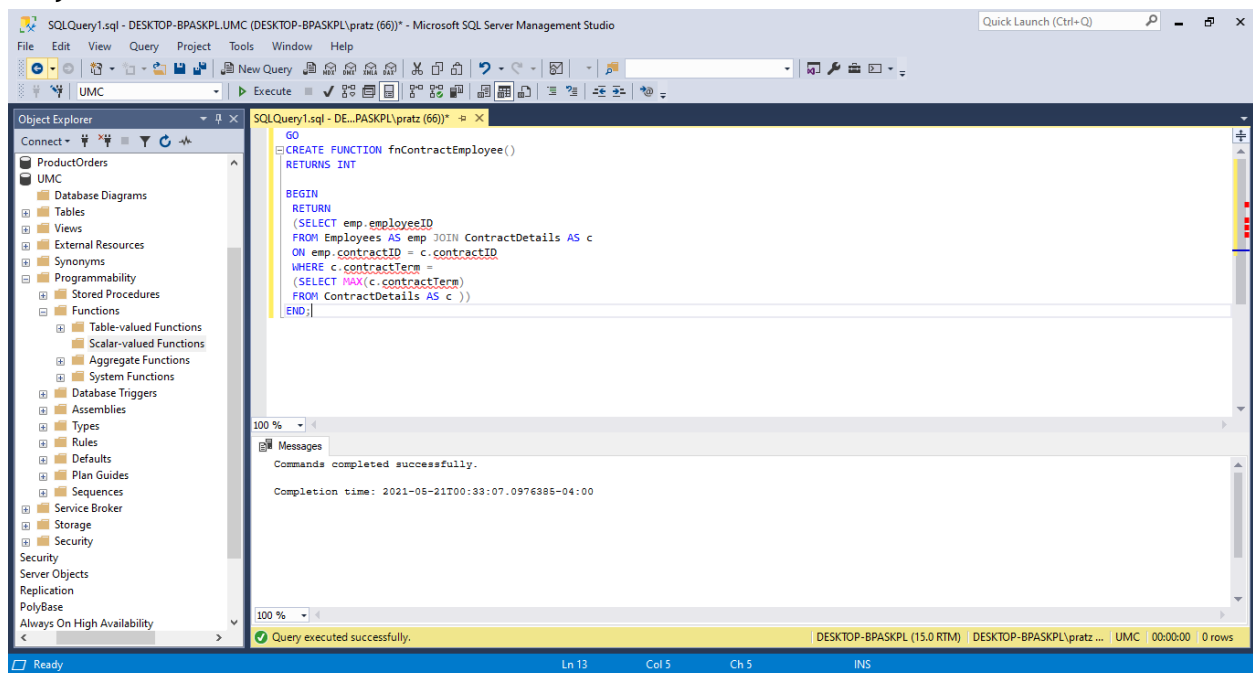 SQLQuery1.sql - DESKTOP-BPASKPL.UMC (DESKTOP-BPASKPL\pratz (66))* - Microsoft SQL Server Management Studio
Quick Launch (Ctrl+Q)
File Edit View Query Project Tools Window Help
New Query
UMC
Execute
Object Explorer
SQLQuery1.sql - DE...PASKPL\pratz (66))*
Connect
ProductOrders
UMC
Database Diagrams
Tables
Views
External Resources
Synonyms
Programmability
Stored Procedures
Functions
Table-valued Functions
Scalar-valued Functions
Aggregate Functions
System Functions
Database Triggers
Assemblies
Types
Rules
Defaults
Plan Guides
Sequences
Service Broker
Storage
Security
Security
Server Objects
Replication
PolyBase
Always On High Availability
GO
CREATE FUNCTION fnContractEmployee()
RETURNS INT
BEGIN
RETURN
(SELECT emp.employeeID
FROM Employees AS emp JOIN ContractDetails AS c
ON emp.contractID = c.contractID
WHERE c.contractTerm =
(SELECT MAX(c.contractTerm)
FROM ContractDetails AS c ))
END;
100 %
Messages
Commands completed successfully.
Completion time: 2021-05-21T00:33:07.0976385-04:00
100 %
Query executed successfully.
DESKTOP-BPASKPL (15.0 RTM) DESKTOP-BPASKPL\pratz ... UMC 00:00:00 0 rows
Ready
Ln 13 Col 5 Ch 5 INS